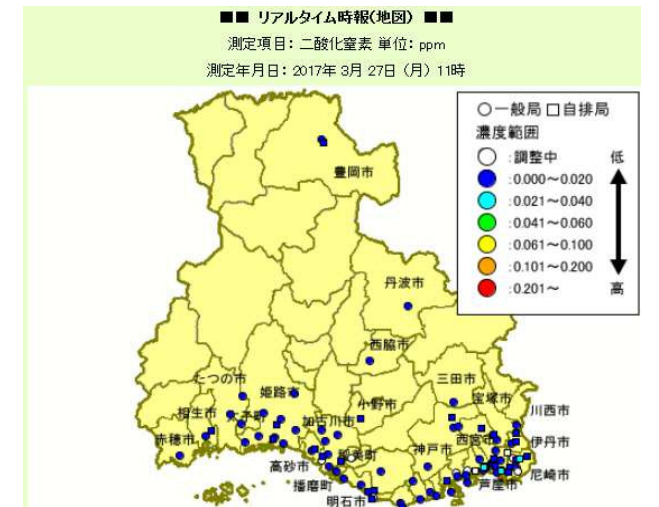 ■■ リアルタイム時報(地図) ■■
測定項目：二酸化窒素 単位：ppm
測定年月日：2017年 3月 27日（月）11時
○一般局 □自排局
濃度範囲
：調整中 低
：0.000～0.020
：0.021～0.040
：0.041～0.060
：0.061～0.100
：0.101～0.200
：0.201～ 高
豊岡市
丹波市
西脇市
たつの市
姫路市
三田市
宝塚市
小野市
川西市
相生市
太子町
加古川市
赤穂市
西宮市
伊丹市
稲美町
神戸市
高砂市
尼崎市
播磨町
芦屋市
明石市